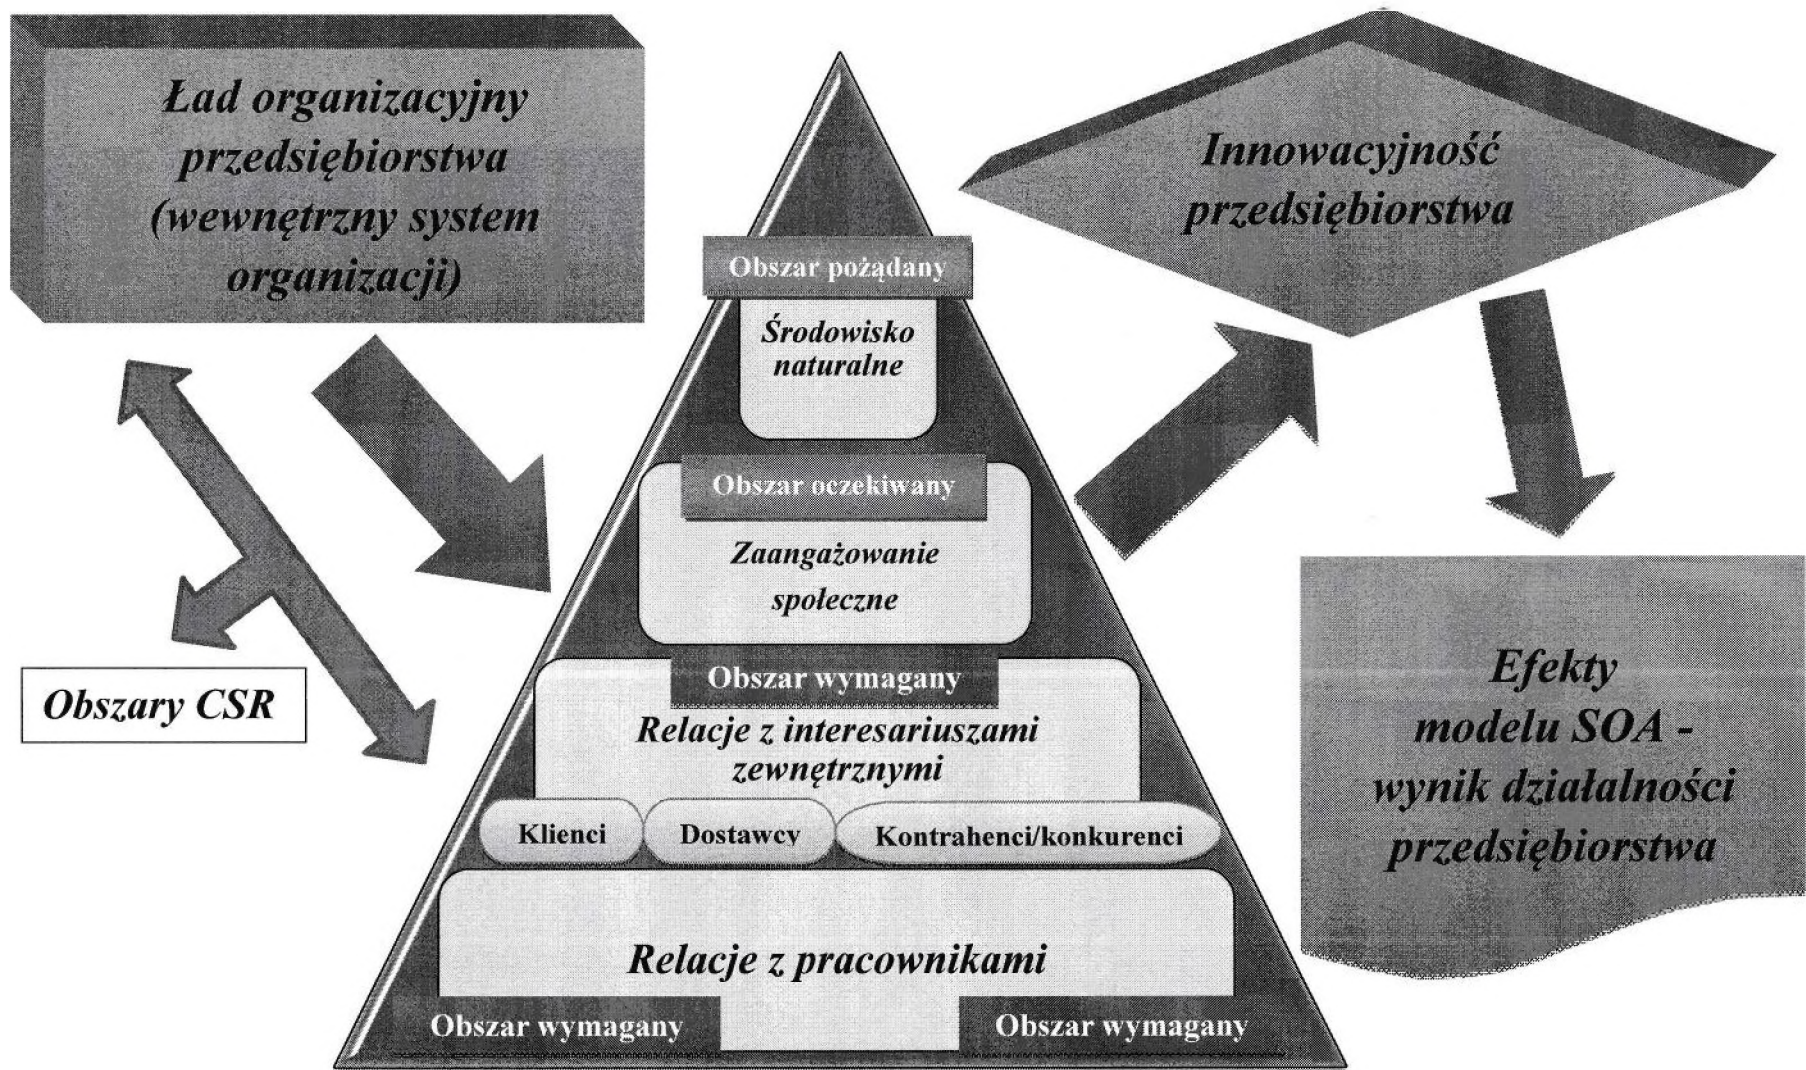 Ład organizacyjny
przedsiębiorstwa
(wewnętrzny system
organizacji)
Innowacyjność
przedsiębiorstwa
Obszar pożądany
Środowisko
naturalne
Obszar oczekiwany
Zaangażowanie
społeczne
Obszary CSR
Obszar wymagany
Relacje z interesariuszami
zewnętrznymi
Klienci
Dostawcy
Kontrahenci/konkurenci
Relacje z pracownikami
Obszar wymagany
Obszar wymagany
Efekty
modelu SOA -
wynik działalności
przedsiębiorstwa